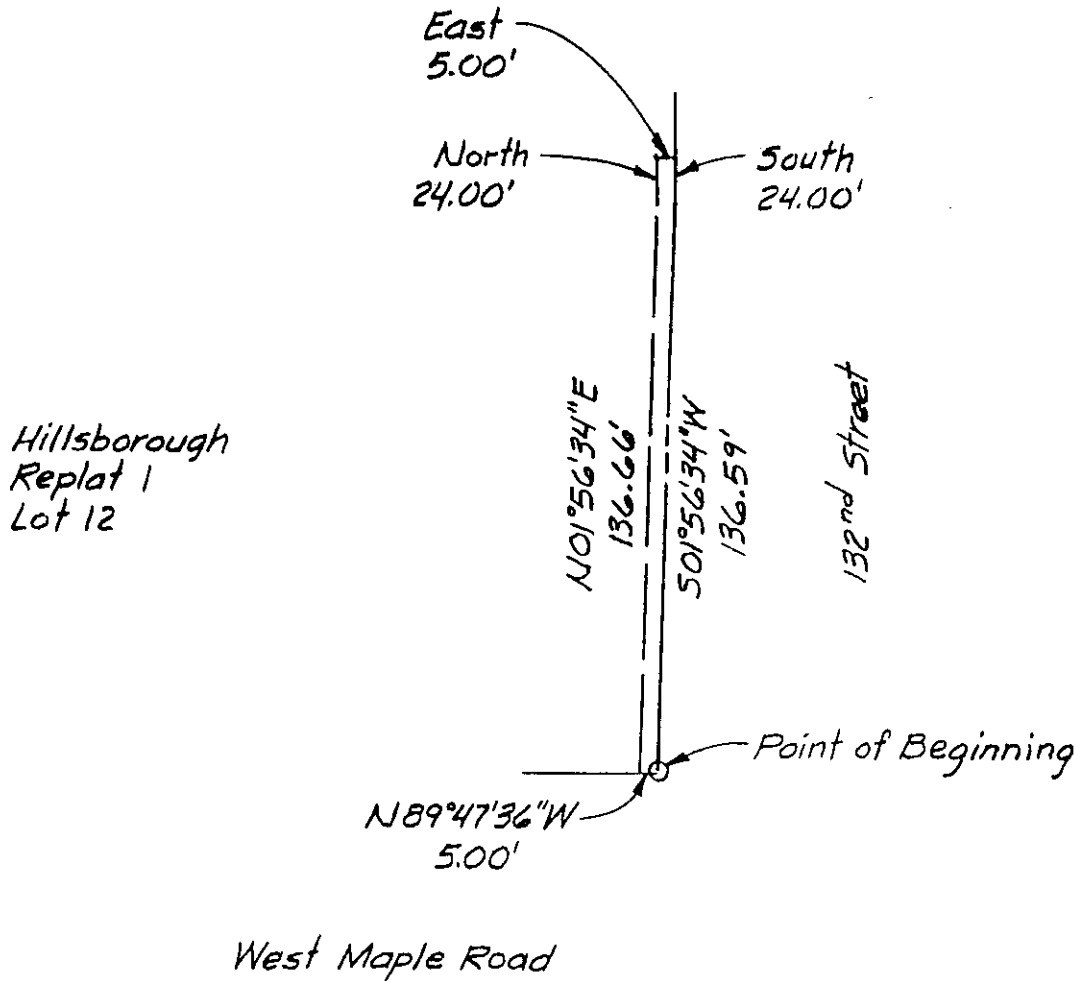 East
5.00'
North
24.00'
South
24.00'
Hillsborough
Replat 1
Lot 12
N01°56'34"E
136.66'
S01°56'34"W
136.59'
132nd Street
Point of Beginning
N89°47'36"W
5.00'
West Maple Road